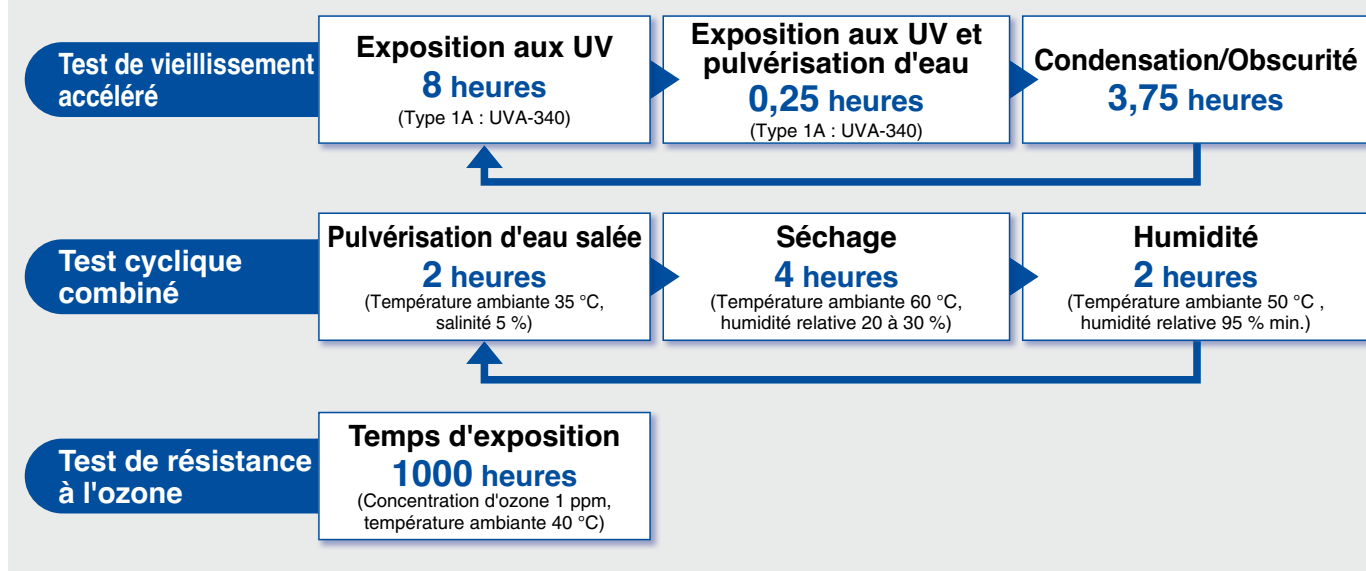 Test de vieillissement
accéléré
Exposition aux UV
8 heures
(Type 1A : UVA-340)
Exposition aux UV et
pulvérisation d'eau
0,25 heures
(Type 1A : UVA-340)
Condensation/Obscurité
3,75 heures
Test cyclique
combiné
Pulvérisation d'eau salée
2 heures
(Température ambiante 35 °C,
salinité 5 %)
Séchage
4 heures
(Température ambiante 60 °C,
humidité relative 20 à 30 %)
Humidité
2 heures
(Température ambiante 50 °C ,
humidité relative 95 % min.)
Test de résistance
à l'ozone
Temps d'exposition
1000 heures
(Concentration d'ozone 1 ppm,
température ambiante 40 °C)